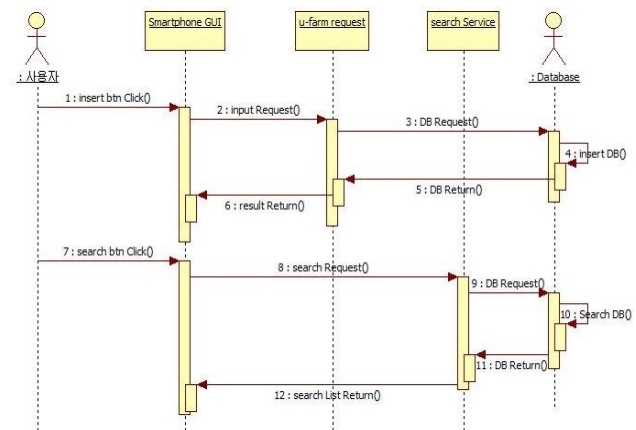 Smartphone GUI
u-farm request
search Service
: 사용자
: Database
1 : insert btn Click()
2 : input Request()
3 : DB Request()
4 : insert DB()
5 : DB Return()
6 : result Return()
7 : search btn Click()
8 : search Request()
9 : DB Request()
10 : Search DB()
11 : DB Return()
12 : search List Return()